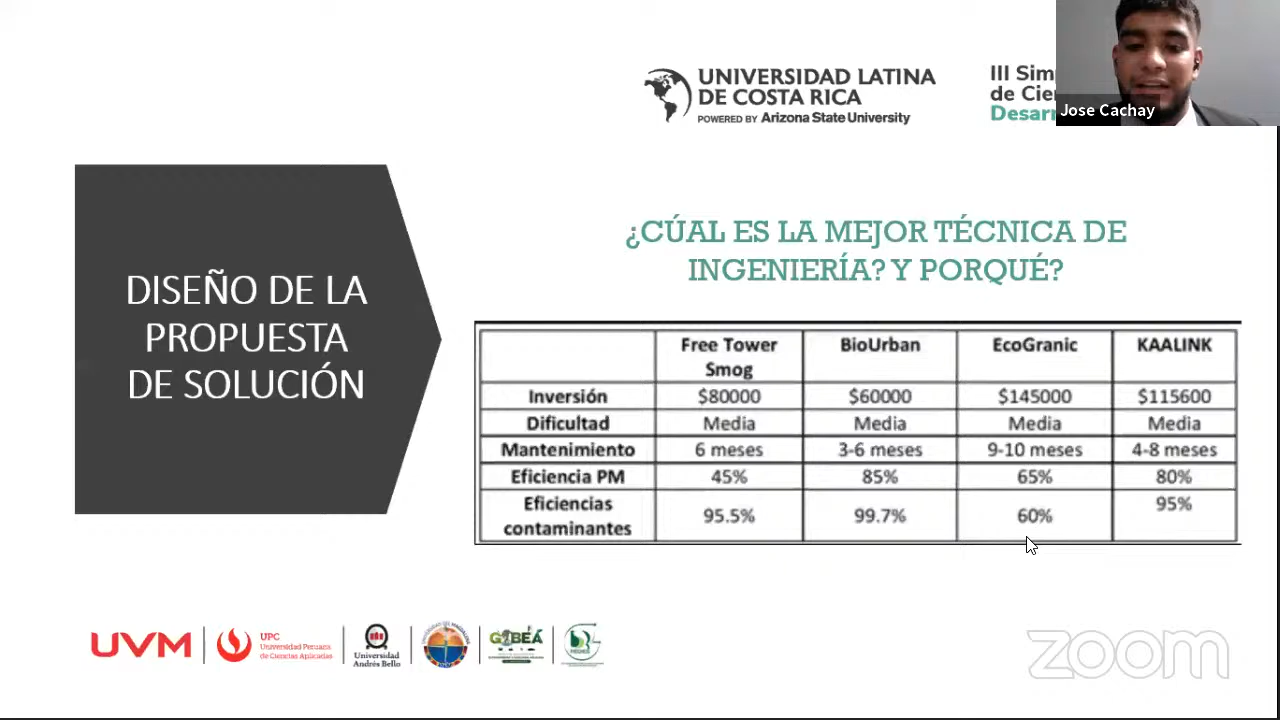 UNIVERSIDAD LATINA
DE COSTA RICA
POWERED BY Arizona State University
III Sim
de Cie
Desarr
Jose Cachay
DISEÑO DE LA
PROPUESTA
DE SOLUCIÓN
¿CÚAL ES LA MEJOR TÉCNICA DE
INGENIERÍA? Y PORQUÉ?
Free Tower Smog BioUrban EcoGranic KAALINK
Inversión $80000 $60000 $145000 $115600
Dificultad Media Media Media Media
Mantenimiento 6 meses 3-6 meses 9-10 meses 4-8 meses
Eficiencia PM 45% 85% 65% 80%
Eficiencias contaminantes 95.5% 99.7% 60% 95%
UVM
UPC
Universidad Peruana
de Ciencias Aplicadas
Universidad
Andrés Bello
GIBEA
zoom